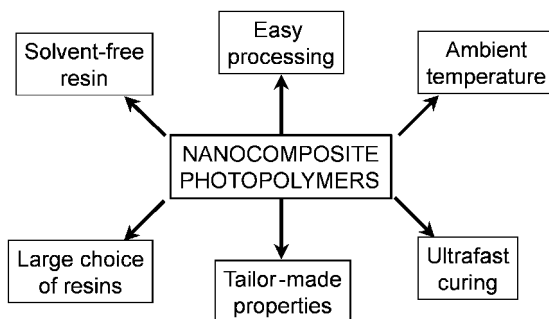 Solvent-free
resin
Easy
processing
Ambient
temperature
NANOCOMPOSITE
PHOTOPOLYMERS
Large choice
of resins
Tailor-made
properties
Ultrafast
curing